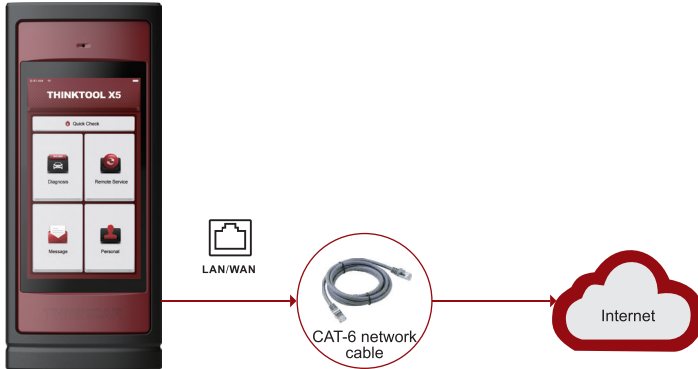 THINKTOOL X5
Quick Check
Diagnosis
Remote Service
Message
Personal
LAN/WAN
CAT-6 network
cable
Internet